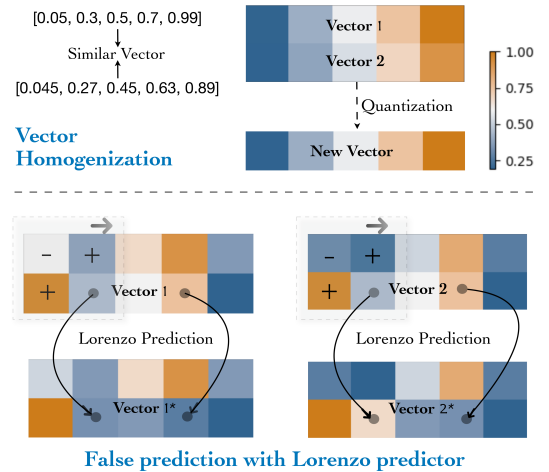 [0.05, 0.3, 0.5, 0.7, 0.99]
Similar Vector
[0.045, 0.27, 0.45, 0.63, 0.89]
Vector
Homogenization
Vector 1
Vector 2
Quantization
New Vector
1.00
0.75
0.50
0.25
- +
+ Vector 1
Lorenzo Prediction
Vector 1*
- +
+ Vector 2
Lorenzo Prediction
Vector 2*
False prediction with Lorenzo predictor